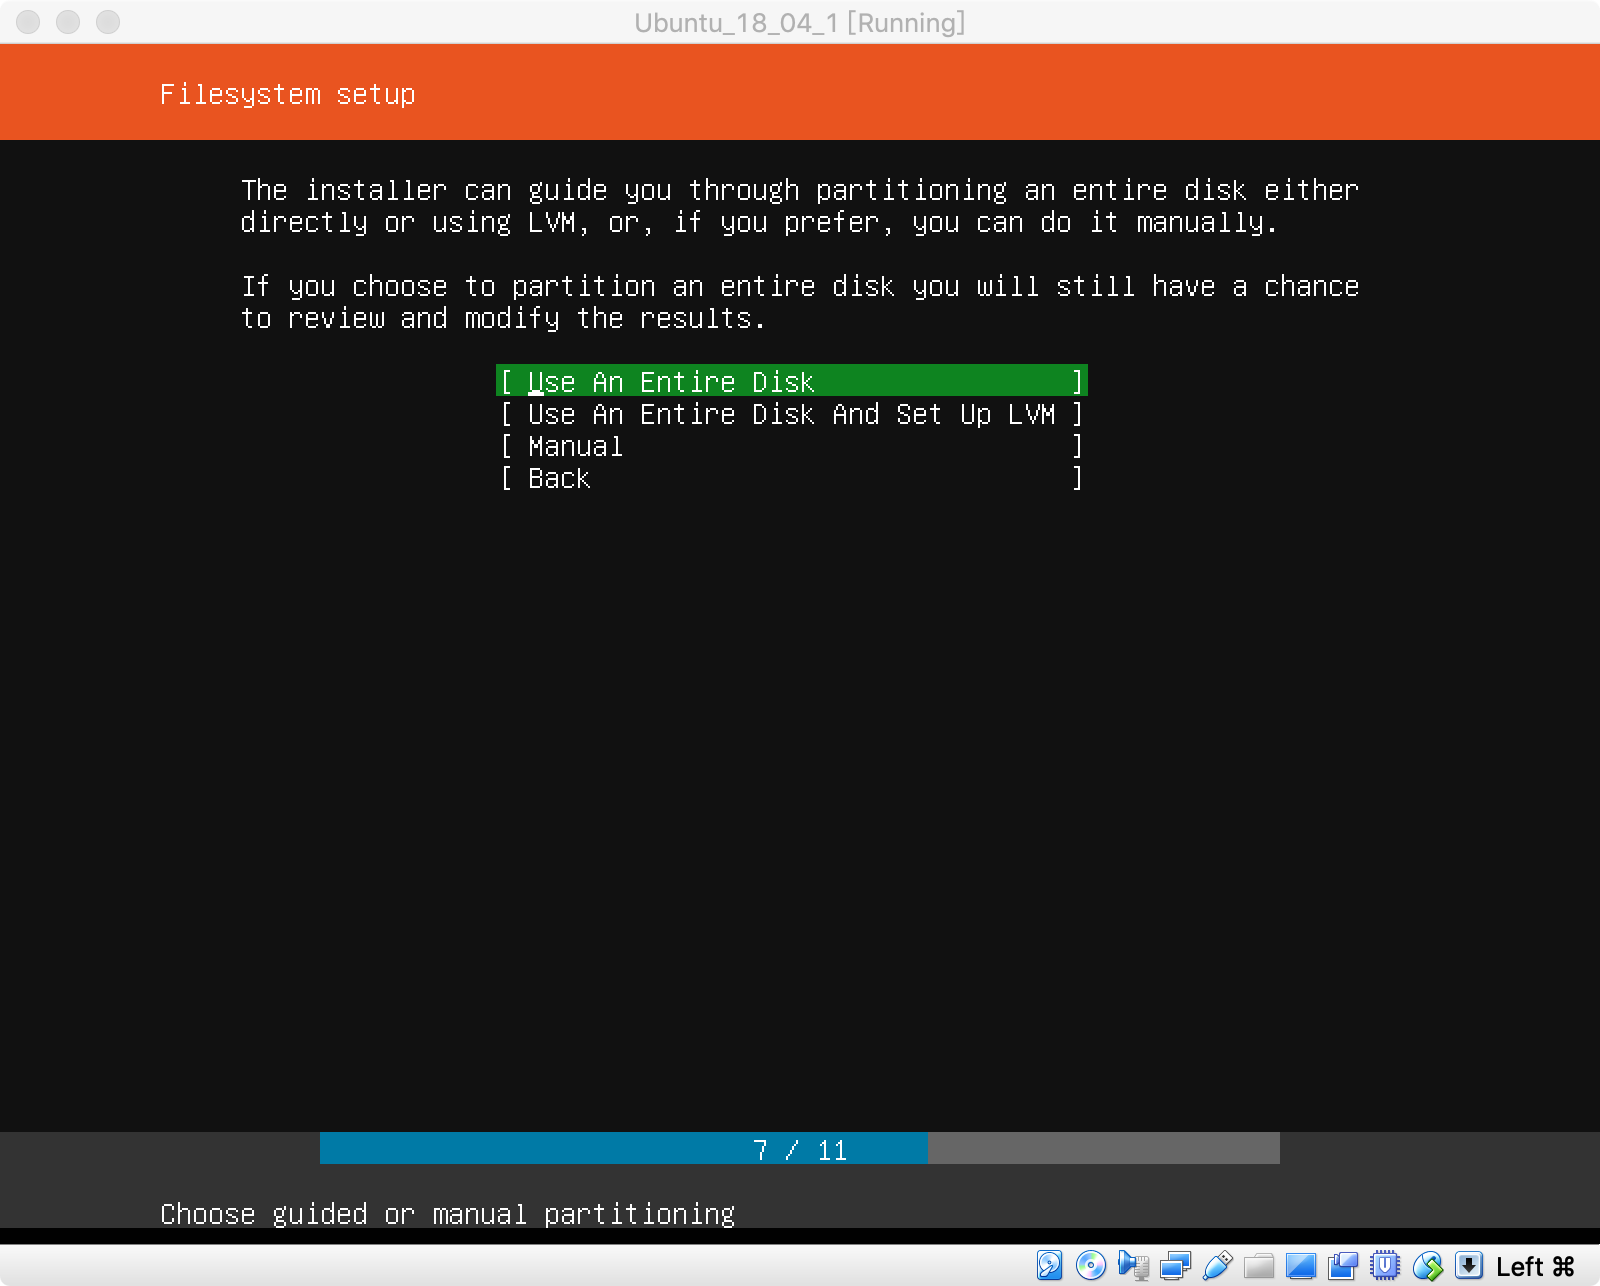 Ubuntu_18_04_1 [Running]
Filesystem setup
The installer can guide you through partitioning an entire disk either
directly or using LVM, or, if you prefer, you can do it manually.
If you choose to partition an entire disk you will still have a chance
to review and modify the results.
[ Use An Entire Disk ]
[ Use An Entire Disk And Set Up LVM ]
[ Manual ]
[ Back ]
7 / 11
Choose guided or manual partitioning
Left ⌘